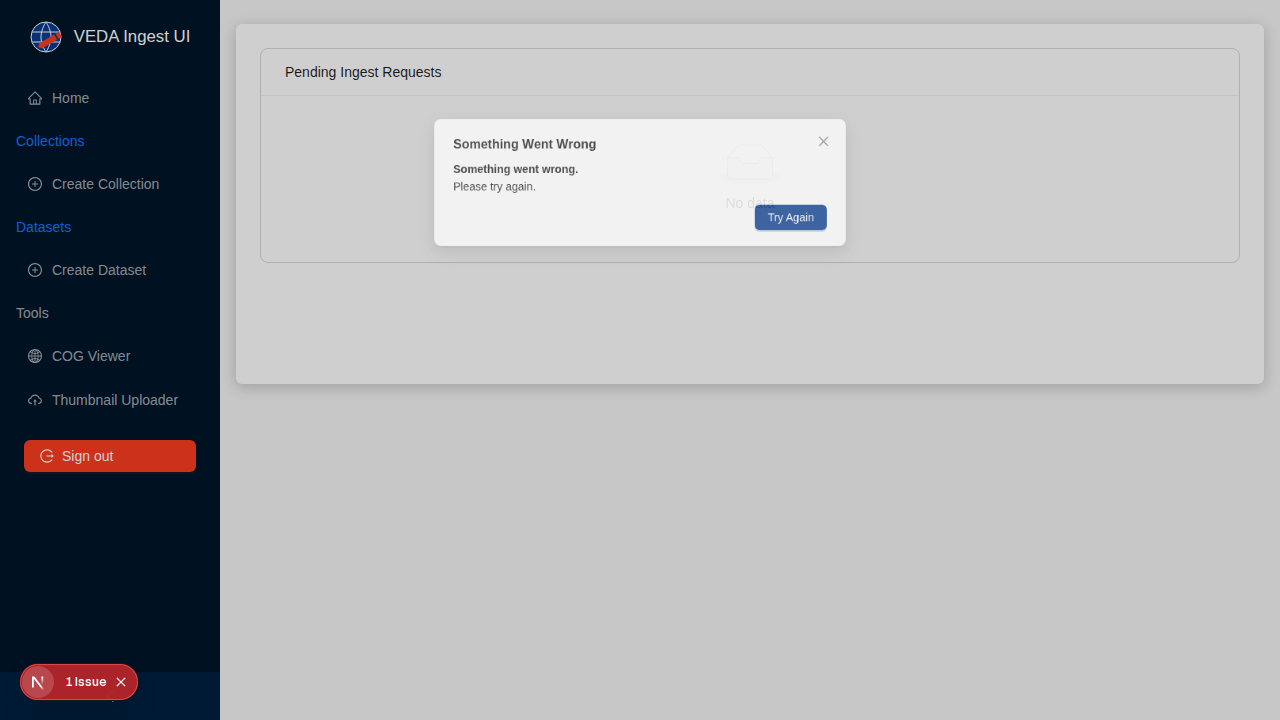 VEDA Ingest UI
Home
Collections
Create Collection
Datasets
Create Dataset
Tools
COG Viewer
Thumbnail Uploader
Sign out
1 Issue
Pending Ingest Requests
Something Went Wrong
Something went wrong.
Please try again.
No data
Try Again